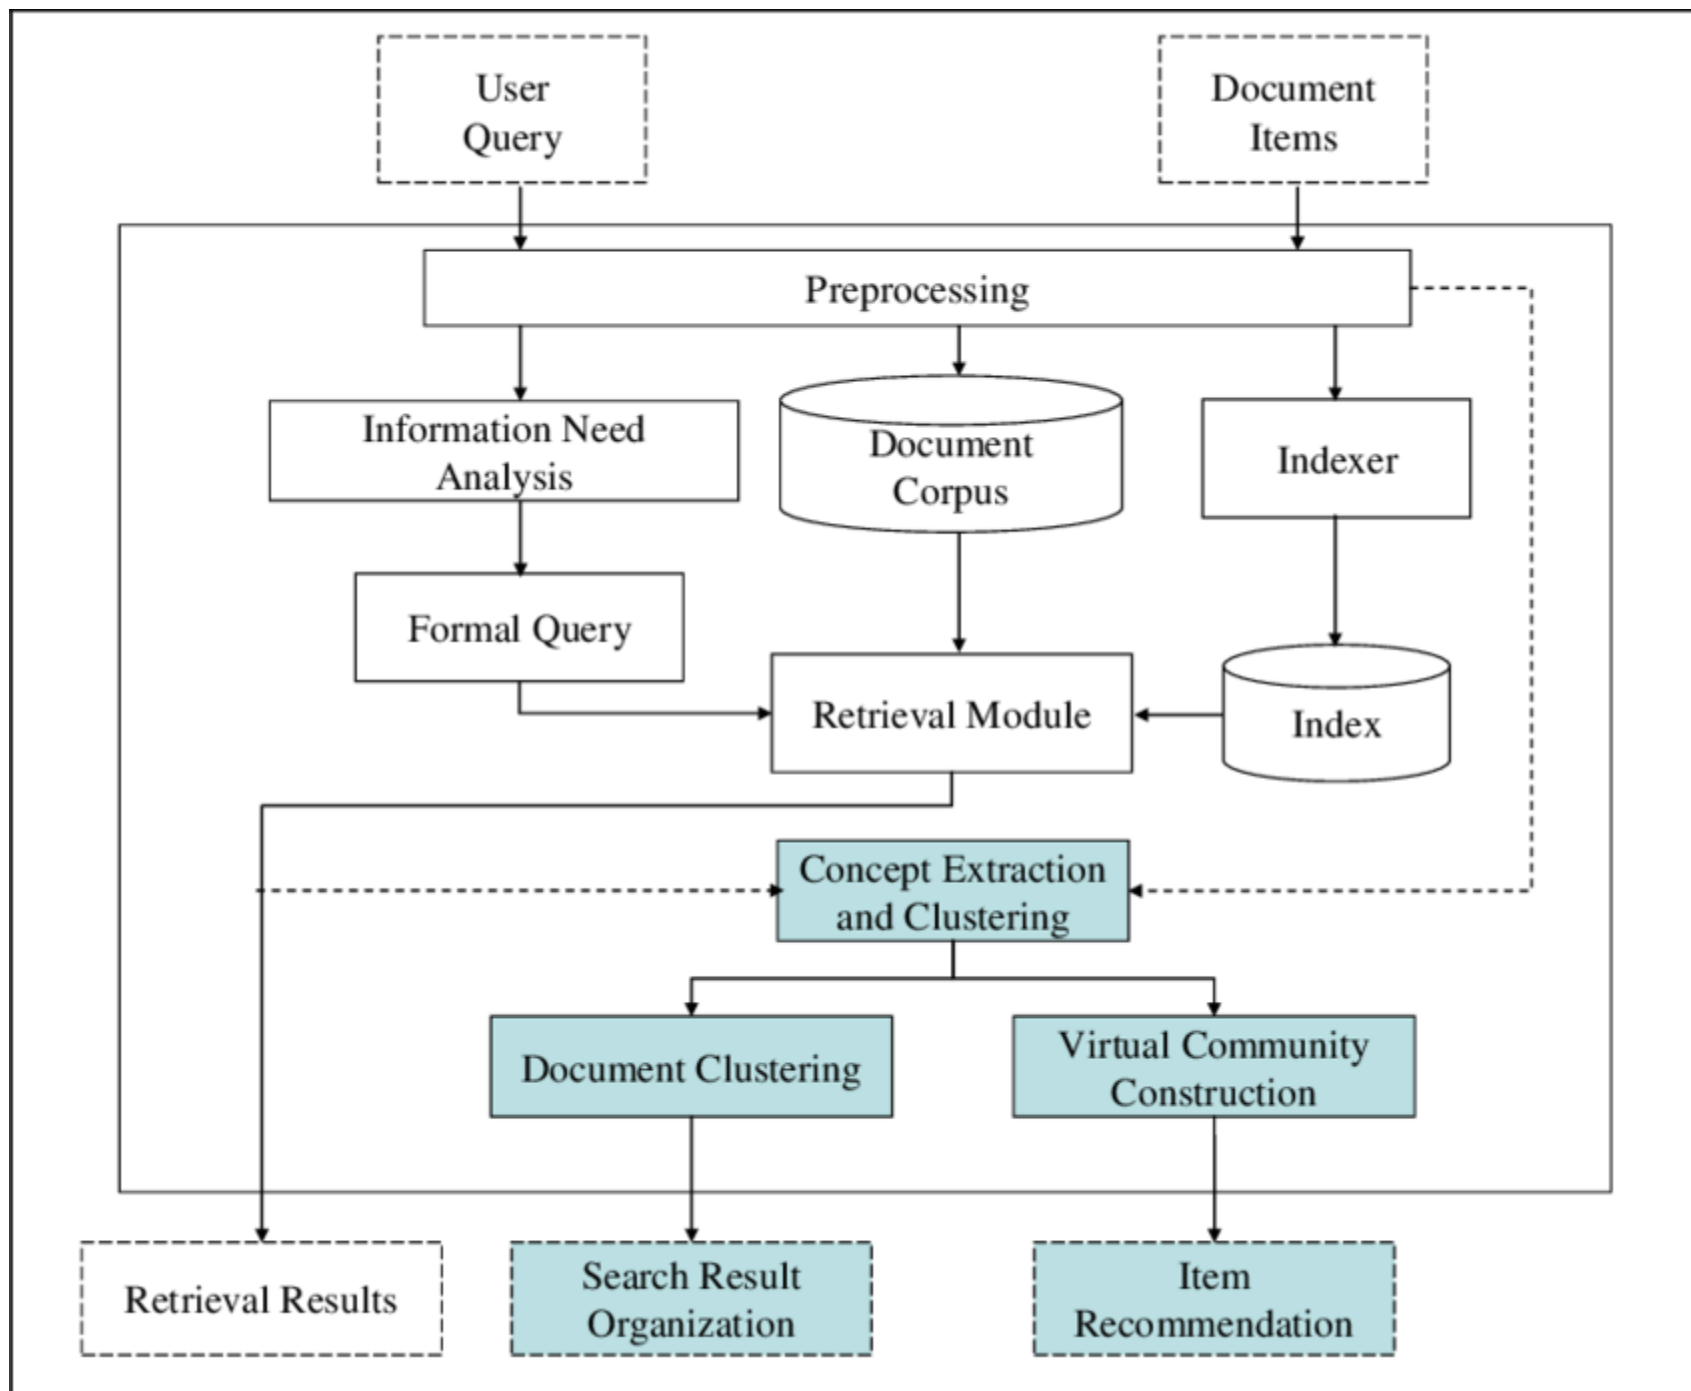 User
Query
Document
Items
Preprocessing
Information Need
Analysis
Document
Corpus
Indexer
Formal Query
Retrieval Module
Index
Concept Extraction
and Clustering
Document Clustering
Virtual Community
Construction
Retrieval Results
Search Result
Organization
Item
Recommendation